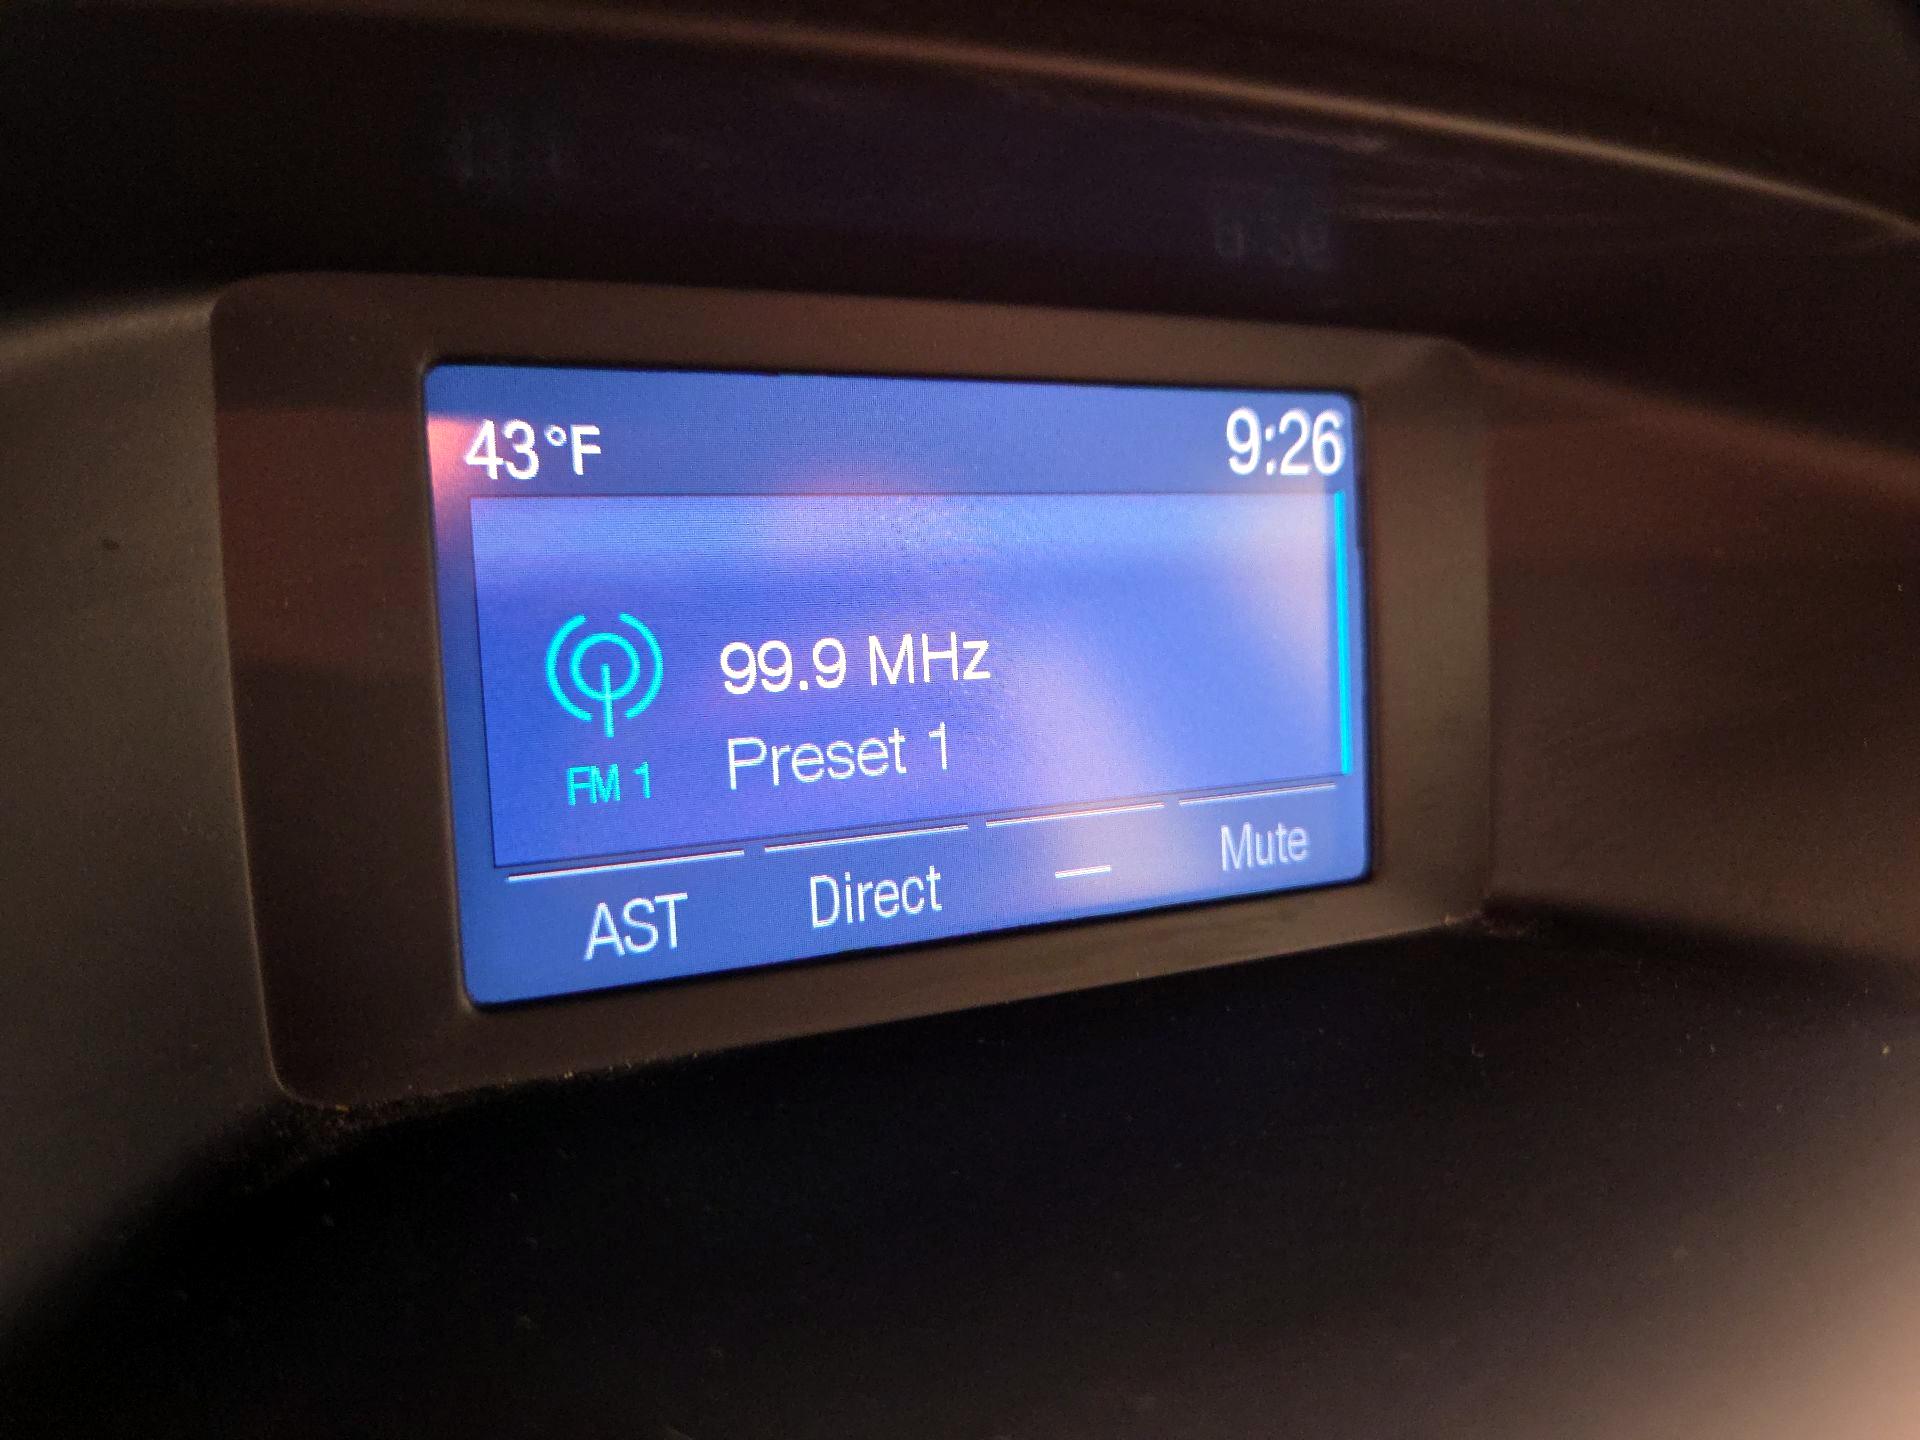 43°F 9:26
99.9 MHz
FM 1 Preset 1
AST Direct — Mute